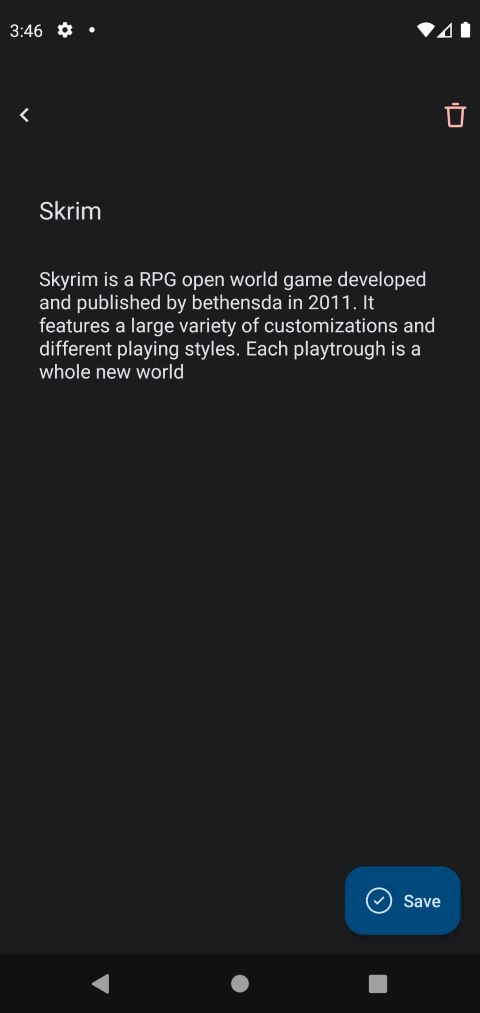 3:46
Skrim
Skyrim is a RPG open world game developed
and published by bethensda in 2011. It
features a large variety of customizations and
different playing styles. Each playtrough is a
whole new world
Save